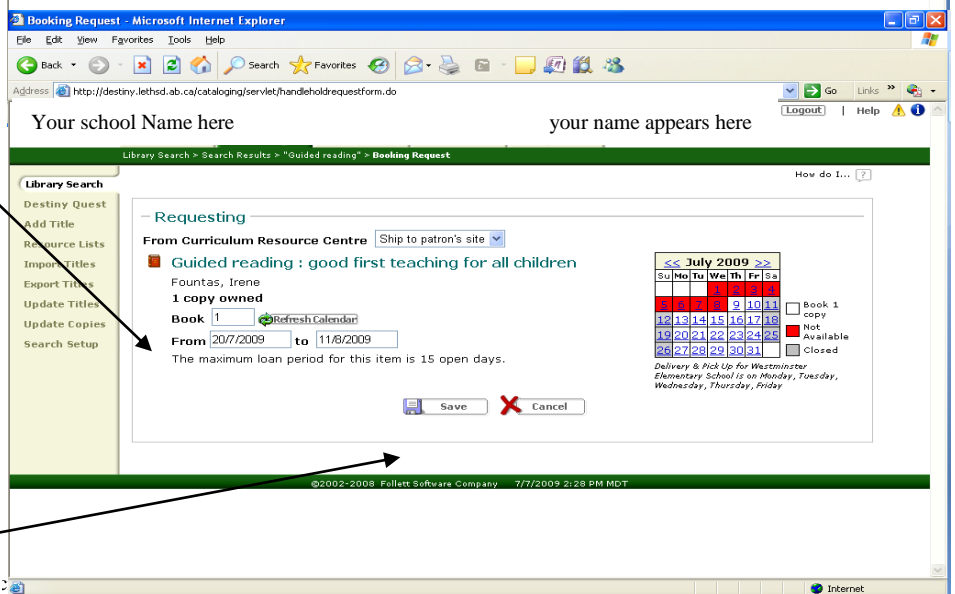 Booking Request - Microsoft Internet Explorer
File Edit View Favorites Tools Help
Back Search Favorites
Address http://destiny.lethsd.ab.ca/cataloging/servlet/handleholdrequestform.do Go Links »
Logout | Help
Your school Name here your name appears here
Library Search > Search Results > "Guided reading" > Booking Request
How do I... ?
Library Search
Destiny Quest
Add Title
Resource Lists
Import Titles
Export Titles
Update Titles
Update Copies
Search Setup
Requesting
From Curriculum Resource Centre Ship to patron's site
Guided reading : good first teaching for all children
Fountas, Irene
1 copy owned
Book 1 Refresh Calendar
From 20/7/2009 to 11/8/2009
The maximum loan period for this item is 15 open days.
<< July 2009 >>
Su Mo Tu We Th Fr Sa
1 2 3 4
5 6 7 8 9 10 11
12 13 14 15 16 17 18
19 20 21 22 23 24 25
26 27 28 29 30 31
Book 1 copy
Not Available
Closed
Delivery & Pick Up for Westminster
Elementary School is on Monday, Tuesday,
Wednesday, Thursday, Friday
Save Cancel
©2002-2008 Follett Software Company 7/7/2009 2:28 PM MDT
Internet